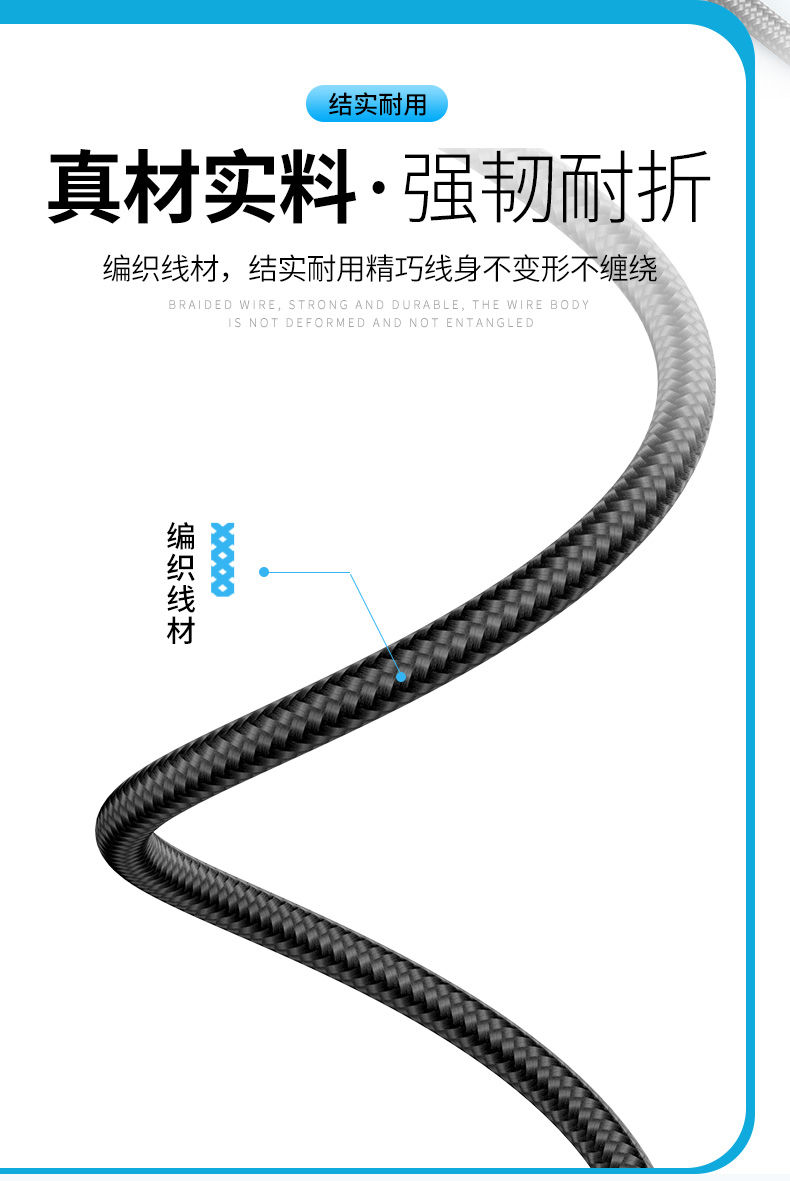 结实耐用
真材实料·强韧耐折
编织线材，结实耐用精巧线身不变形不缠绕
BRAIDED WIRE, STRONG AND DURABLE, THE WIRE BODY
IS NOT DEFORMED AND NOT ENTANGLED
编织线材